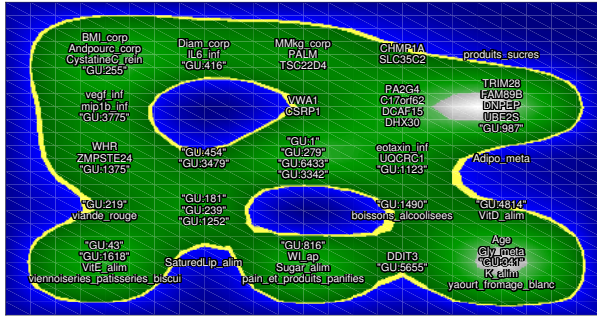 BMI_corp
Andpourc_corp
CystatineC_rein
"GU:255"
Diam_corp
IL6_inf
"GU:416"
MMkg_corp
PALM
TSC22D4
CHMP1A
SLC35C2
produits_sucres
vegf_inf
mip1b_inf
"GU:3775"
VWA1
CSRP1
PA2G4
C17orf62
DCAF15
DHX30
TRIM28
FAM89B
DNPEP
UBE2S
"GU:987"
WHR
ZMPSTE24
"GU:1375"
"GU:454"
"GU:3479"
"GU:1"
"GU:279"
"GU:6433"
"GU:3342"
eotaxin_inf
UQCRC1
"GU:1123"
Adipo_meta
"GU:219"
viande_rouge
"GU:181"
"GU:239"
"GU:1252"
"GU:1490"
boissons_alcoolisees
"GU:4814"
VitD_alim
"GU:43"
"GU:1618"
VitE_alim
viennoiseries_patisseries_biscui
SaturedLip_alim
"GU:816"
WI_ap
Sugar_alim
pain_et_produits_panifies
DDIT3
"GU:5655"
Age
Gly_meta
"GU:341"
K_alim
yaourt_fromage_blanc